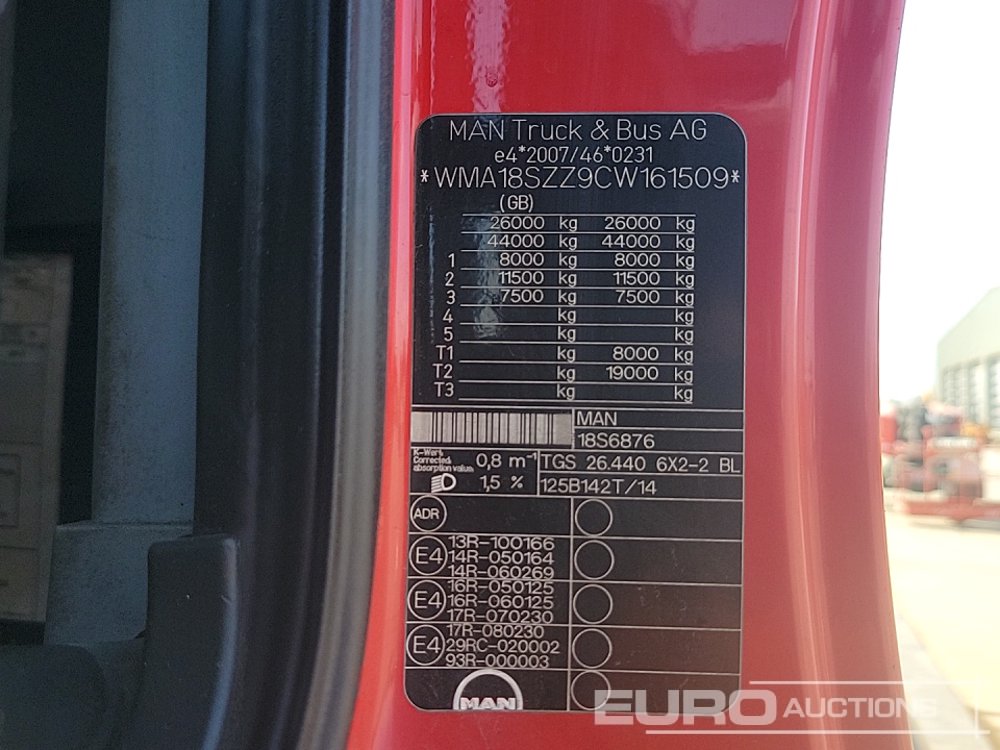 MAN Truck & Bus AG
e4*2007/46*0231
*WMA18SZZ9CW161509*
(GB)
26000 kg 26000 kg
44000 kg 44000 kg
1 8000 kg 8000 kg
2 11500 kg 11500 kg
3 7500 kg 7500 kg
4 kg kg
5 kg kg
T1 kg 8000 kg
T2 kg 19000 kg
T3 kg kg
MAN
18S6876
K-Wert
Corrected
absorption value
0,8 m-1
TGS 26.440 6X2-2 BL
1,5 %
125B142T/14
ADR
E4 13R-100166
14R-050164
14R-060269
E4 16R-050125
16R-060125
17R-070230
E4 17R-080230
29RC-020002
93R-000003
MAN
EURO AUCTIONS